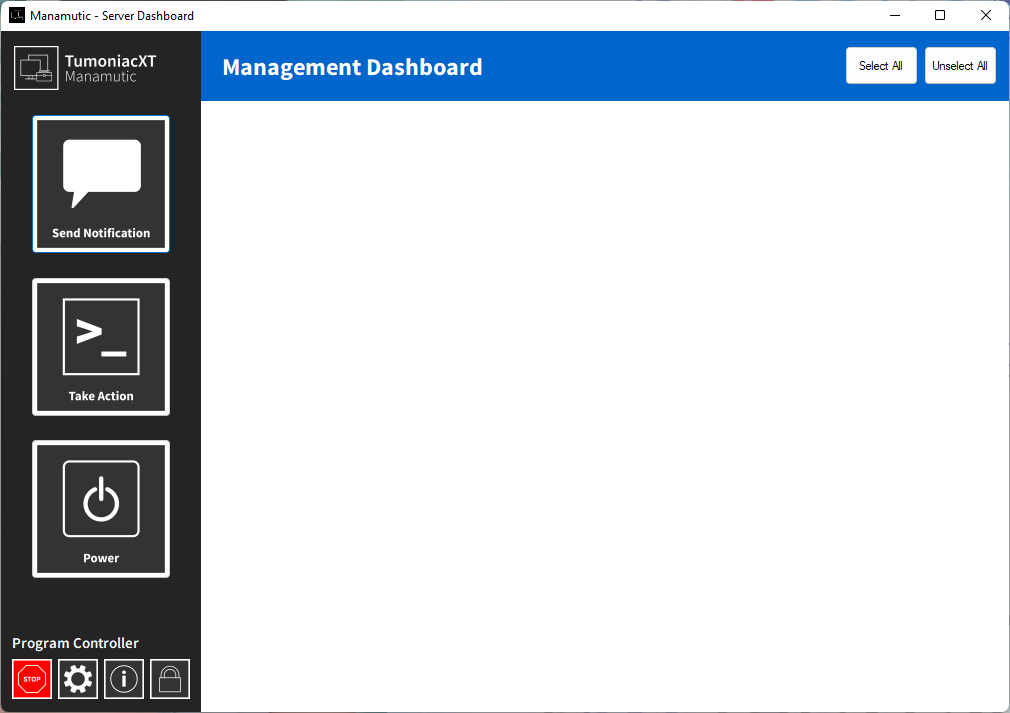 Manamutic - Server Dashboard
TumoniacXT
Manamutic
Management Dashboard
Select All
Unselect All
Send Notification
>_
Take Action
Power
Program Controller
STOP
i